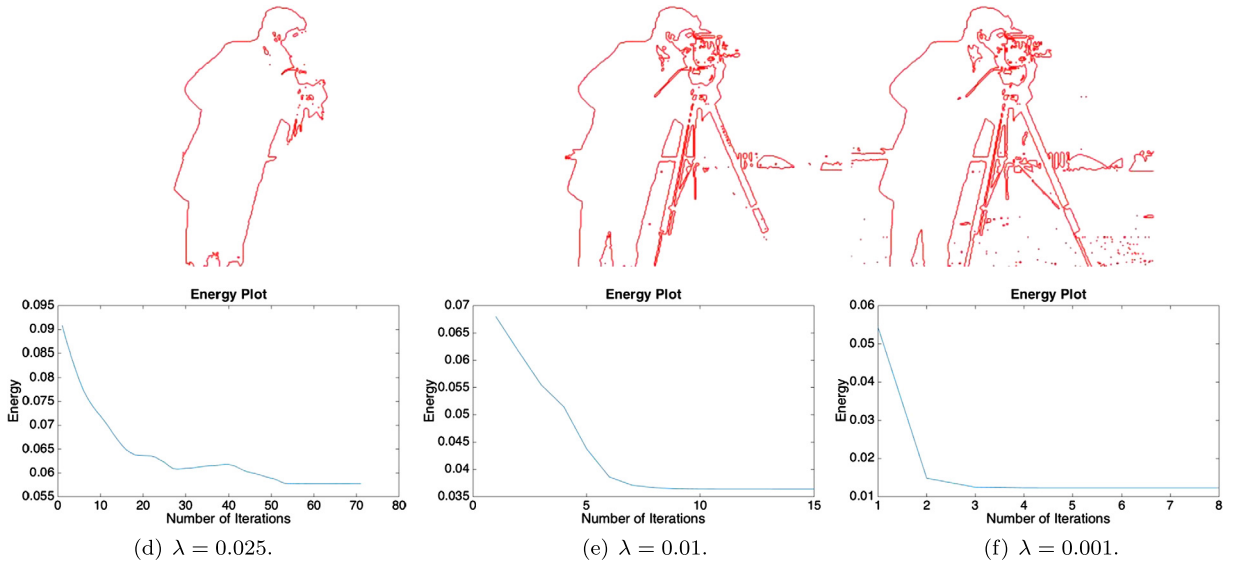 Energy Plot
0.095
0.09
0.085
0.08
0.075
0.07
0.065
0.06
0.055
Energy
0 10 20 30 40 50 60 70 80
Number of Iterations
(d) λ = 0.025.
Energy Plot
0.07
0.065
0.06
0.055
0.05
0.045
0.04
0.035
Energy
0 5 10 15
Number of Iterations
(e) λ = 0.01.
Energy Plot
0.06
0.05
0.04
0.03
0.02
0.01
Energy
1 2 3 4 5 6 7 8
Number of Iterations
(f) λ = 0.001.